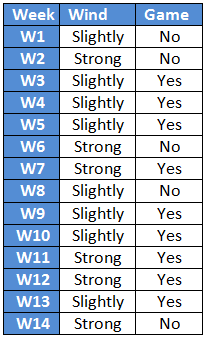 Week Wind Game
W1 Slightly No
W2 Strong No
W3 Slightly Yes
W4 Slightly Yes
W5 Slightly Yes
W6 Strong No
W7 Strong Yes
W8 Slightly No
W9 Slightly Yes
W10 Slightly Yes
W11 Strong Yes
W12 Strong Yes
W13 Slightly Yes
W14 Strong No